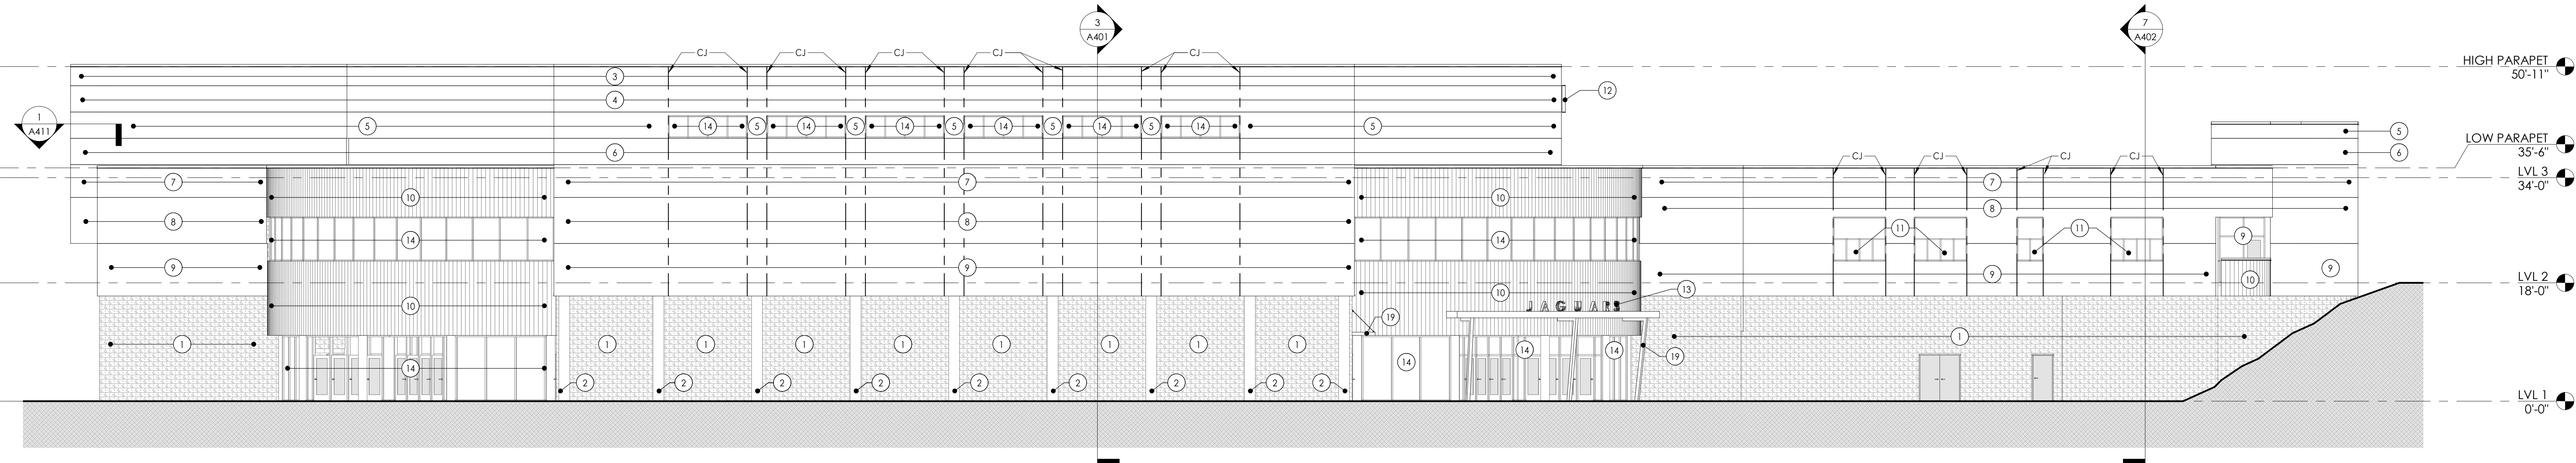 3
A401
7
A402
CJ CJ CJ CJ CJ
HIGH PARAPET
50'-11"
3
4
12
1
A411
5 14 5 14 5 14 5 14 5 14 5 14 5
5
LOW PARAPET
35'-6"
6
6
CJ CJ CJ CJ
LVL 3
34'-0"
7 7 7
10 10
8 8 8
11 11
14 14
9
9 9 9
9
LVL 2
18'-0"
10 10
10
13
JAGUARS
19
1 1 1 1 1 1 1 1 1
1
14 14
19
14
14
2 2 2 2 2 2 2 2 2
LVL 1
0'-0"